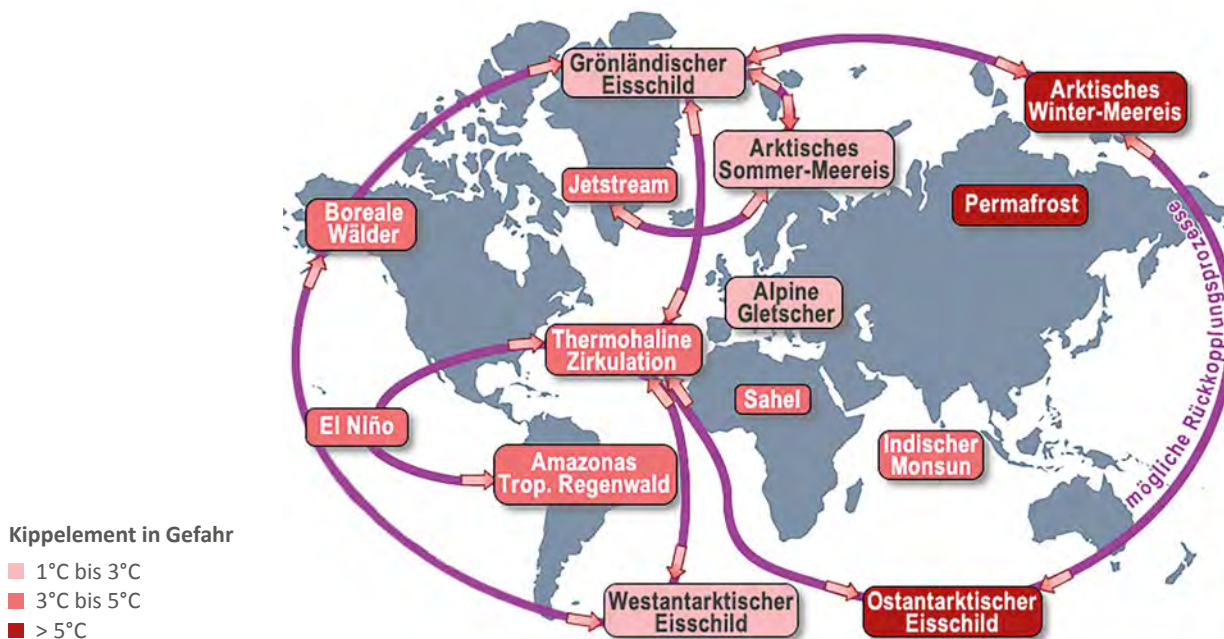 Grönländischer
Eisschild
Arktisches
Winter-Meereis
Arktisches
Sommer-Meereis
Jetstream
Permafrost
Boreale
Wälder
Alpine
Gletscher
Thermohaline
Zirkulation
Sahel
El Niño
Indischer
Monsun
Amazonas
Trop. Regenwald
mögliche Rückkopplungsprozesse
Westantarktischer
Eisschild
Ostantarktischer
Eisschild
Kippelement in Gefahr
1°C bis 3°C
3°C bis 5°C
> 5°C